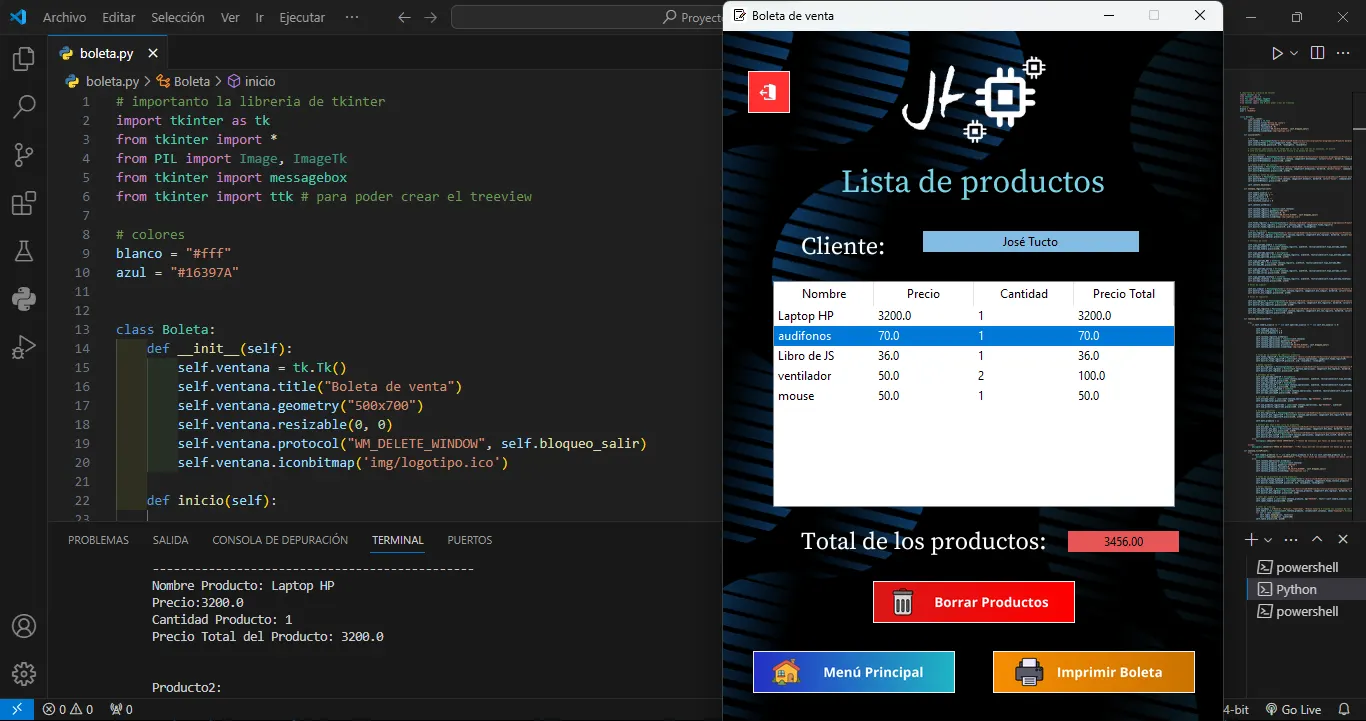 Archivo Editar Selección Ver Ir Ejecutar ··· Proyecto
boleta.py
boleta.py > Boleta > inicio
1 # importanto la libreria de tkinter
2 import tkinter as tk
3 from tkinter import *
4 from PIL import Image, ImageTk
5 from tkinter import messagebox
6 from tkinter import ttk # para poder crear el treeview
7
8 # colores
9 blanco = "#fff"
10 azul = "#16397A"
11
12
13 class Boleta:
14 def __init__(self):
15 self.ventana = tk.Tk()
16 self.ventana.title("Boleta de venta")
17 self.ventana.geometry("500x700")
18 self.ventana.resizable(0, 0)
19 self.ventana.protocol("WM_DELETE_WINDOW", self.bloqueo_salir)
20 self.ventana.iconbitmap('img/logotipo.ico')
21
22 def inicio(self):
23
PROBLEMAS SALIDA CONSOLA DE DEPURACIÓN TERMINAL PUERTOS
---------------------------------------------
Nombre Producto: Laptop HP
Precio:3200.0
Cantidad Producto: 1
Precio Total del Producto: 3200.0
Producto2:
0 0 0
Boleta de venta
Jt
Lista de productos
Cliente: José Tucto
Nombre Precio Cantidad Precio Total
Laptop HP 3200.0 1 3200.0
audifonos 70.0 1 70.0
Libro de JS 36.0 1 36.0
ventilador 50.0 2 100.0
mouse 50.0 1 50.0
Total de los productos: 3456.00
Borrar Productos
Menú Principal Imprimir Boleta
powershell
Python
powershell
4-bit Go Live